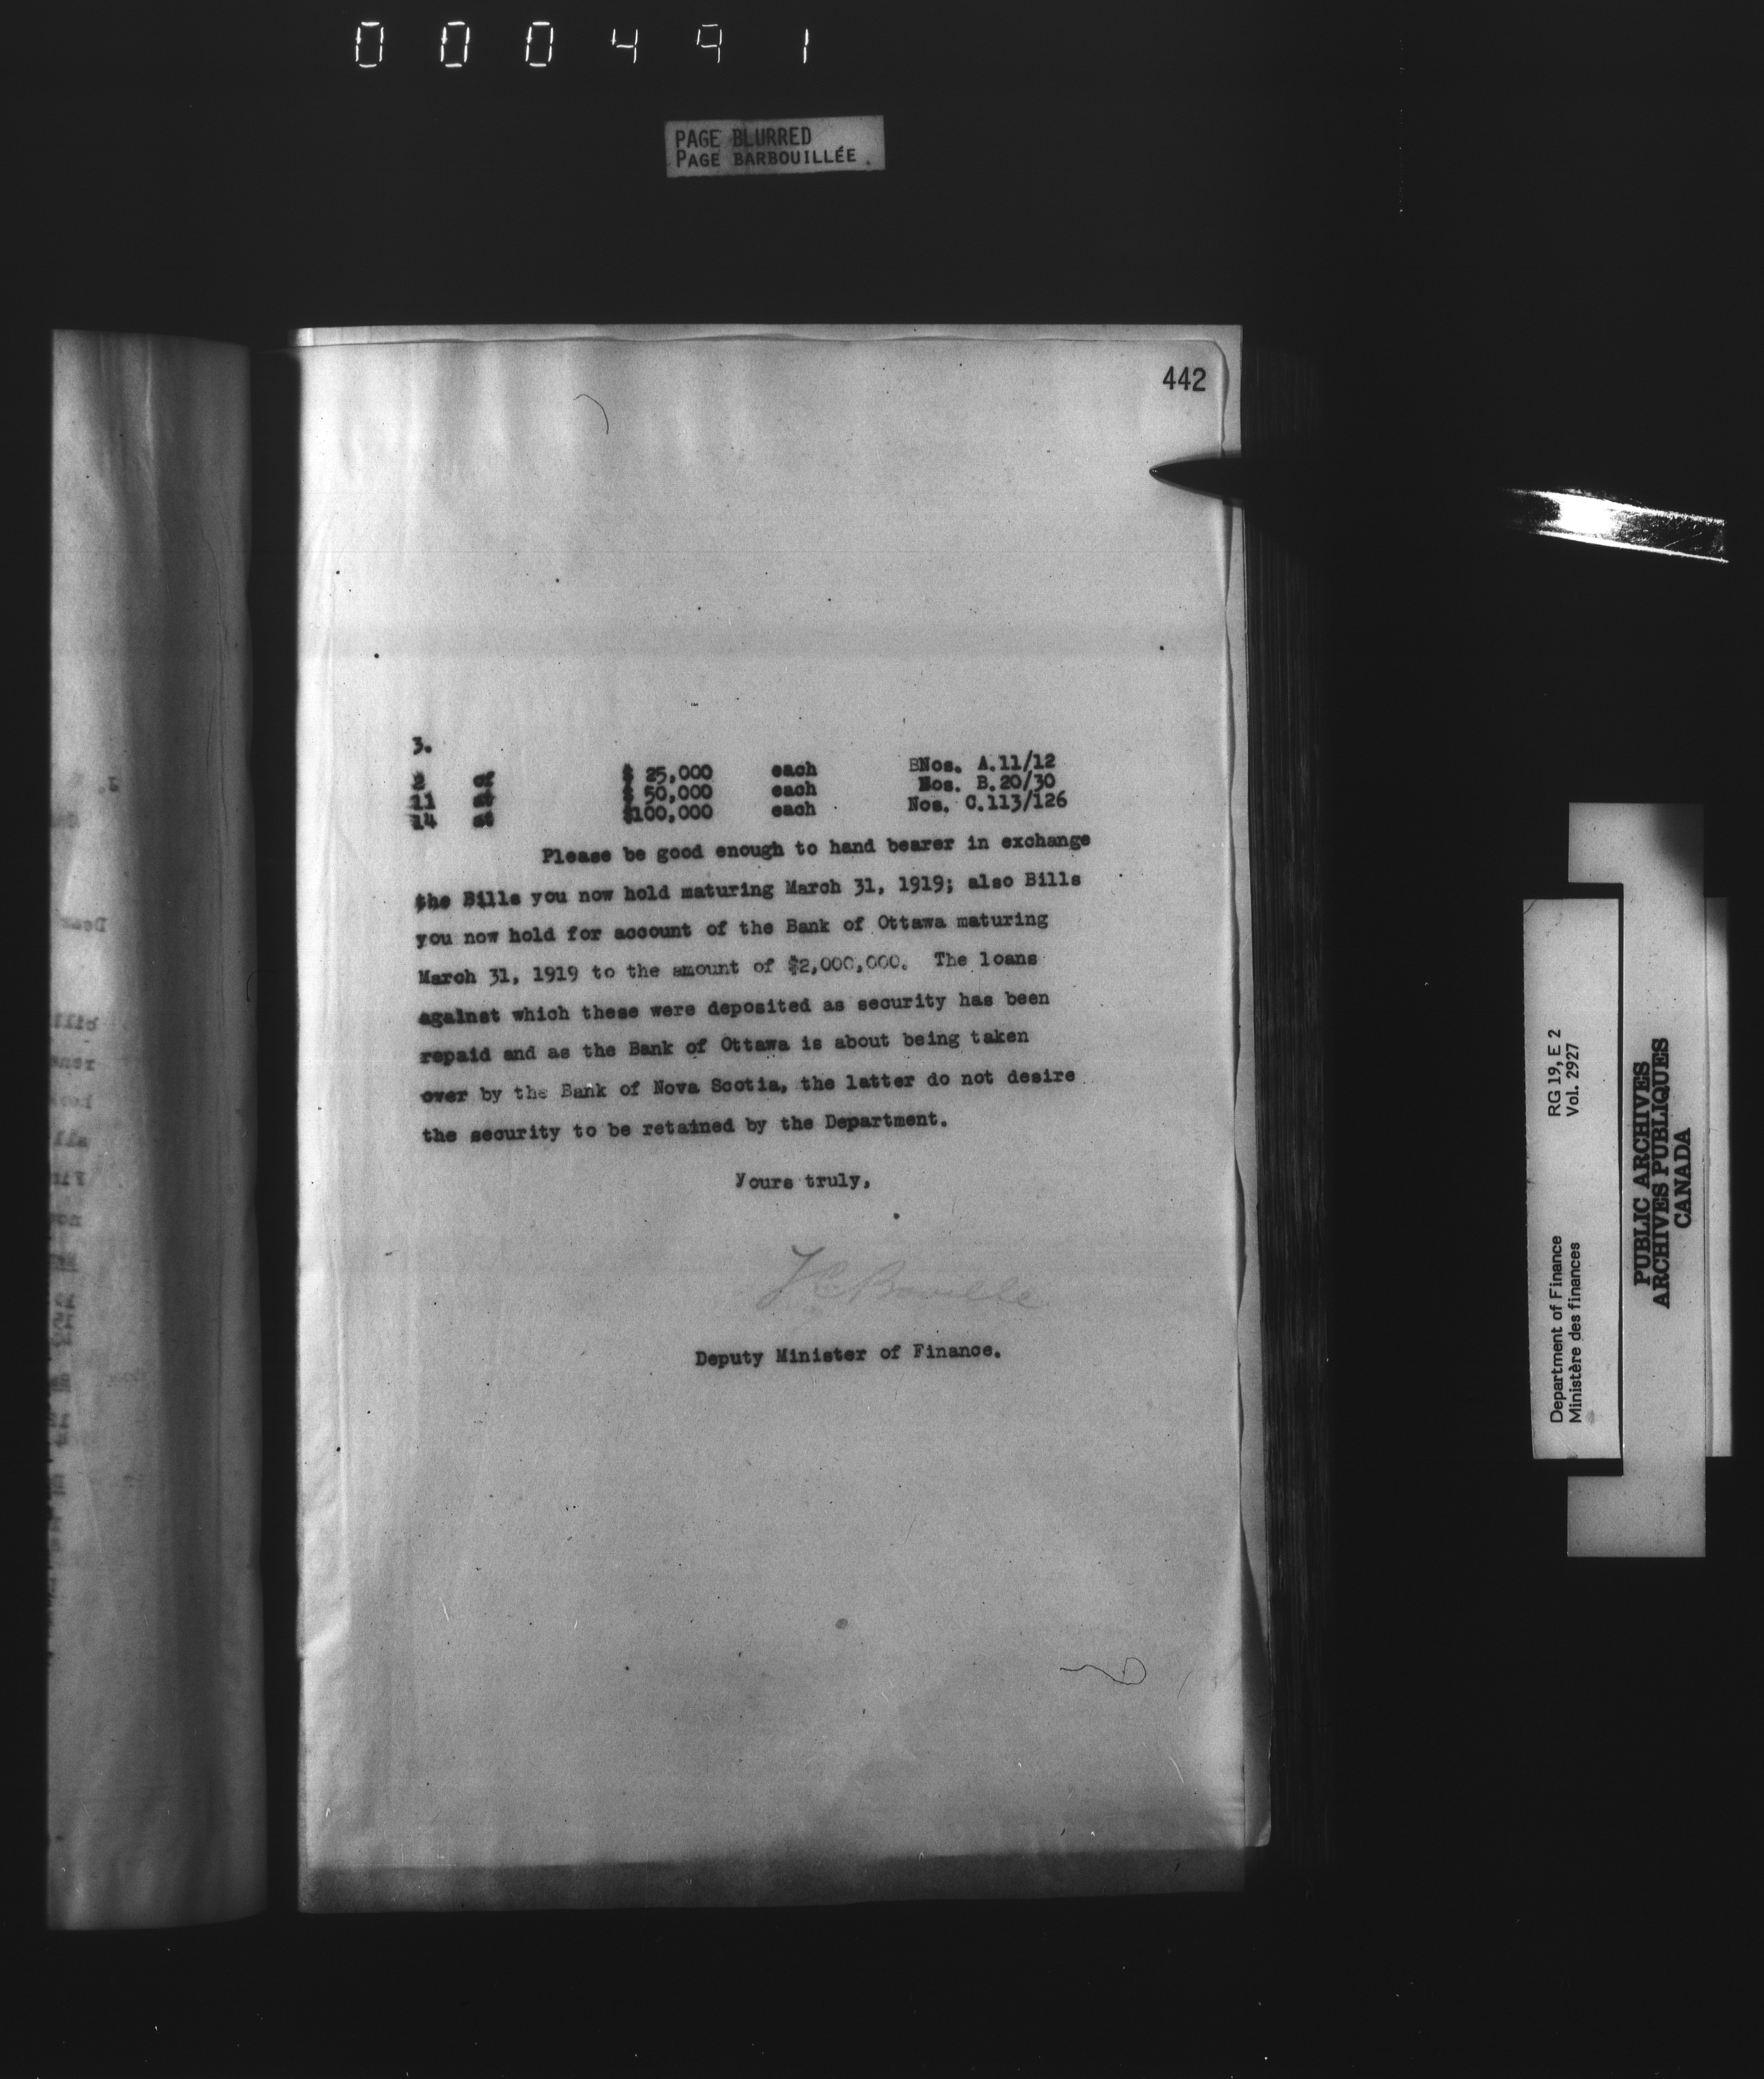 000491
PAGE BLURRED
PAGE BARBOUILLÉE.
442
3.
2 of $ 25,000 each BNos. A.11/12
11 at $ 50,000 each Nos. B.20/30
14 at $100,000 each Nos. C.113/126
Please be good enough to hand bearer in exchange
the Bills you now hold maturing March 31, 1919; also Bills
you now hold for account of the Bank of Ottawa maturing
March 31, 1919 to the amount of $2,000,000. The loans
against which these were deposited as security has been
repaid and as the Bank of Ottawa is about being taken
over by the Bank of Nova Scotia, the latter do not desire
the security to be retained by the Department.
Yours truly,
Deputy Minister of Finance.
Department of Finance RG 19, E 2
Ministère des finances Vol. 2927
PUBLIC ARCHIVES
ARCHIVES PUBLIQUES
CANADA